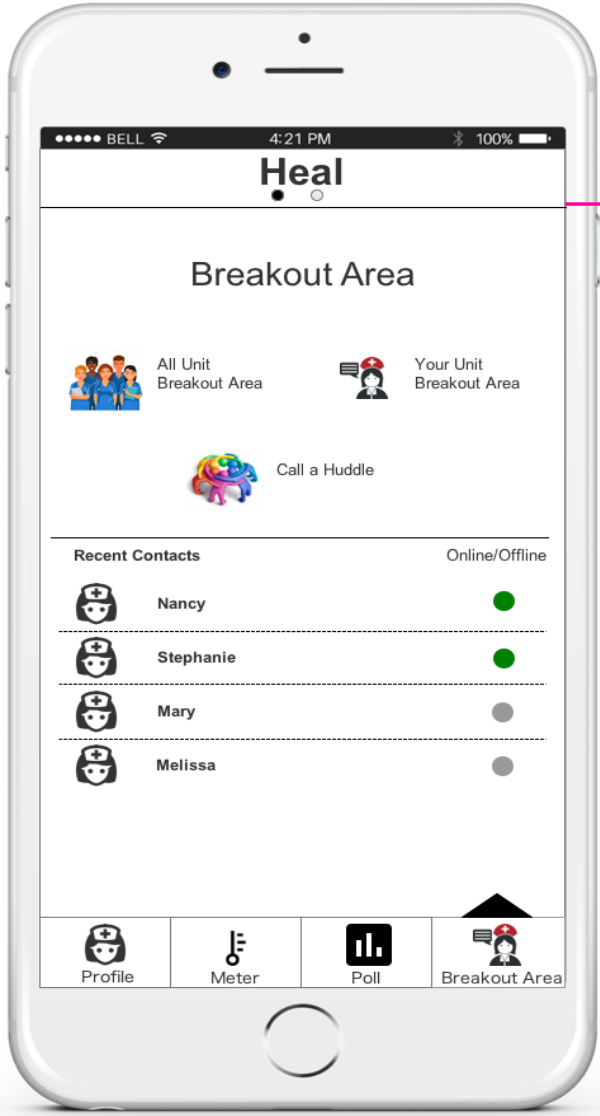 BELL 4:21 PM 100%
Heal
Breakout Area
All Unit
Breakout Area
Your Unit
Breakout Area
Call a Huddle
Recent Contacts Online/Offline
Nancy
Stephanie
Mary
Melissa
Profile Meter Poll Breakout Area